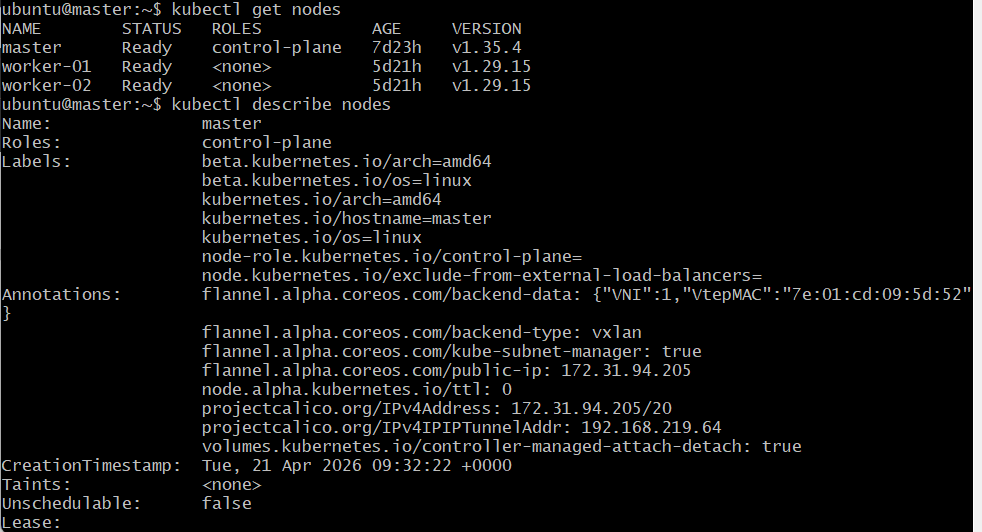 ubuntu@master:~$ kubectl get nodes
NAME        STATUS   ROLES           AGE     VERSION
master      Ready    control-plane   7d23h   v1.35.4
worker-01   Ready    <none>          5d21h   v1.29.15
worker-02   Ready    <none>          5d21h   v1.29.15
ubuntu@master:~$ kubectl describe nodes
Name:               master
Roles:              control-plane
Labels:             beta.kubernetes.io/arch=amd64
                    beta.kubernetes.io/os=linux
                    kubernetes.io/arch=amd64
                    kubernetes.io/hostname=master
                    kubernetes.io/os=linux
                    node-role.kubernetes.io/control-plane=
                    node.kubernetes.io/exclude-from-external-load-balancers=
Annotations:        flannel.alpha.coreos.com/backend-data: {"VNI":1,"VtepMAC":"7e:01:cd:09:5d:52"
}
                    flannel.alpha.coreos.com/backend-type: vxlan
                    flannel.alpha.coreos.com/kube-subnet-manager: true
                    flannel.alpha.coreos.com/public-ip: 172.31.94.205
                    node.alpha.kubernetes.io/ttl: 0
                    projectcalico.org/IPv4Address: 172.31.94.205/20
                    projectcalico.org/IPv4IPIPTunnelAddr: 192.168.219.64
                    volumes.kubernetes.io/controller-managed-attach-detach: true
CreationTimestamp:  Tue, 21 Apr 2026 09:32:22 +0000
Taints:             <none>
Unschedulable:      false
Lease: